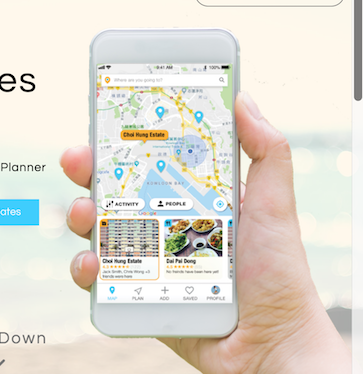 es
9:41 AM
100%
Where are you going to?
Planner
Choi Hung Estate
ates
KOWLOON BAY
ACTIVITY
PEOPLE
Choi Hung Estate
Dai Pai Dong
Jack Smith, Chris Wong +5
friends were here
No friends have been here yet!
MAP
PLAN
ADD
SAVED
PROFILE
Down